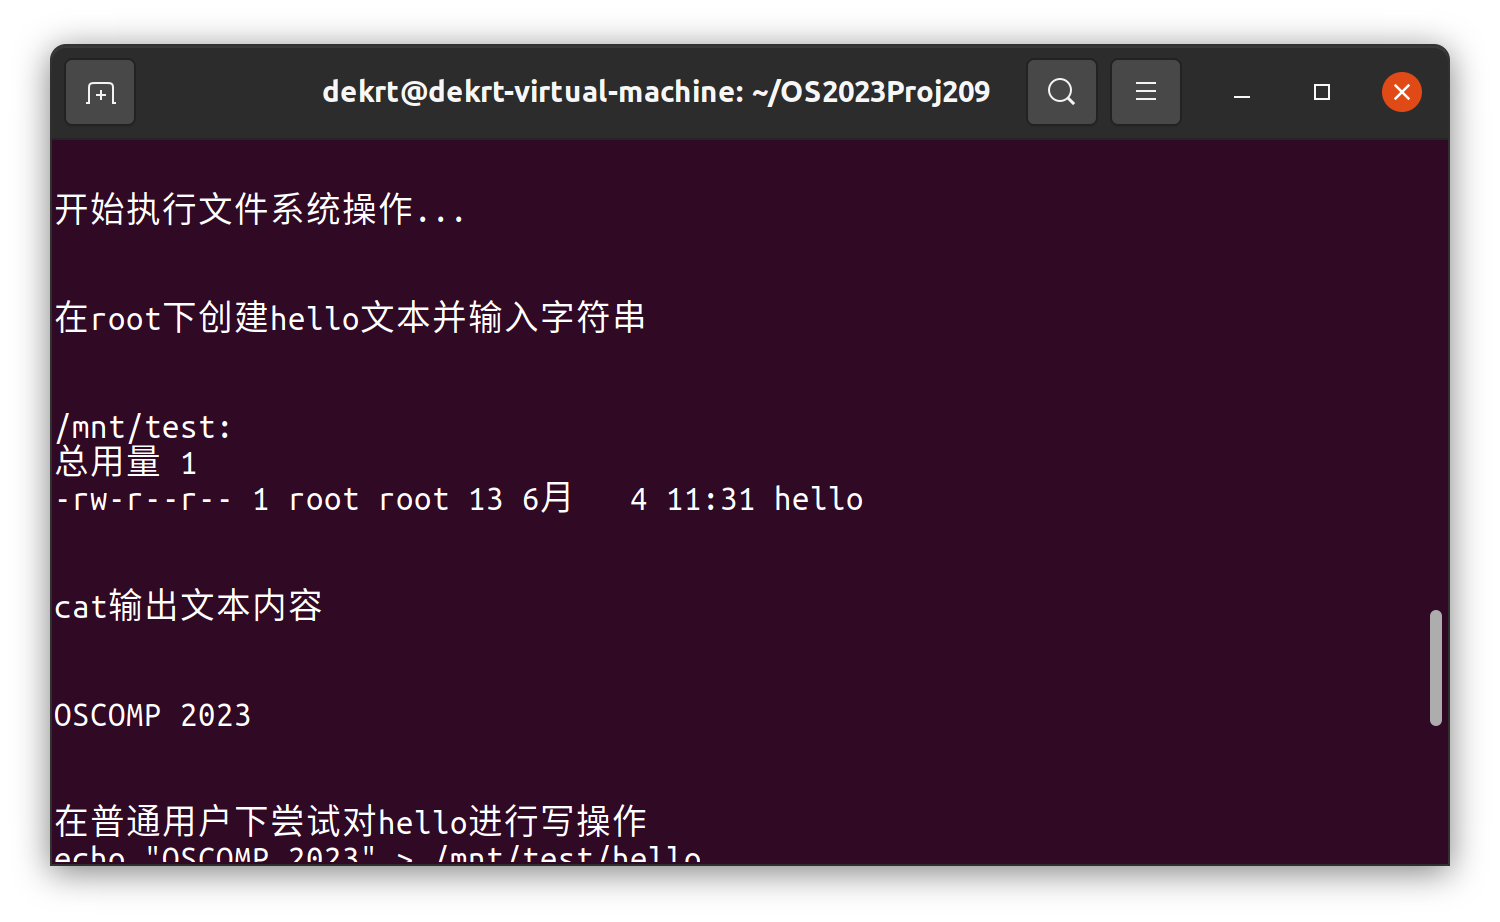 dekrt@dekrt-virtual-machine: ~/OS2023Proj209
开始执行文件系统操作...
在root下创建hello文本并输入字符串
/mnt/test:
总用量 1
-rw-r--r-- 1 root root 13 6月   4 11:31 hello
cat输出文本内容
OSCOMP 2023
在普通用户下尝试对hello进行写操作
echo "OSCOMP 2023" > /mnt/test/hello